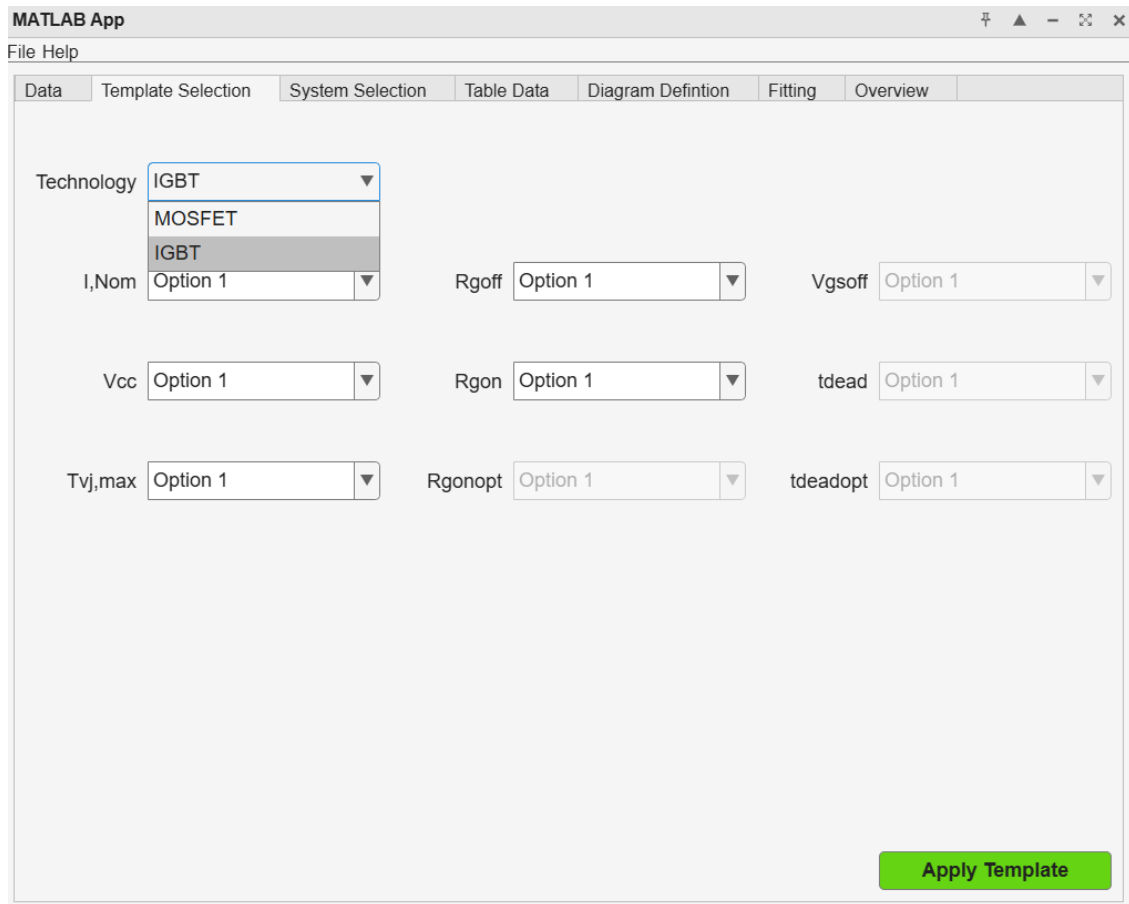 MATLAB App
File Help
Data Template Selection System Selection Table Data Diagram Defintion Fitting Overview
Technology IGBT
MOSFET
IGBT
I,Nom Option 1 Rgoff Option 1 Vgsoff Option 1
Vcc Option 1 Rgon Option 1 tdead Option 1
Tvj,max Option 1 Rgonopt Option 1 tdeadopt Option 1
Apply Template